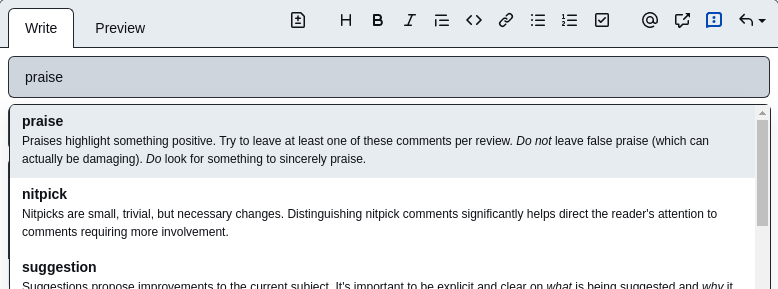 Write Preview
praise
praise
Praises highlight something positive. Try to leave at least one of these comments per review. Do not leave false praise (which can
actually be damaging). Do look for something to sincerely praise.
nitpick
Nitpicks are small, trivial, but necessary changes. Distinguishing nitpick comments significantly helps direct the reader's attention to
comments requiring more involvement.
suggestion
Suggestions propose improvements to the current subject. It's important to be explicit and clear on what is being suggested and why it